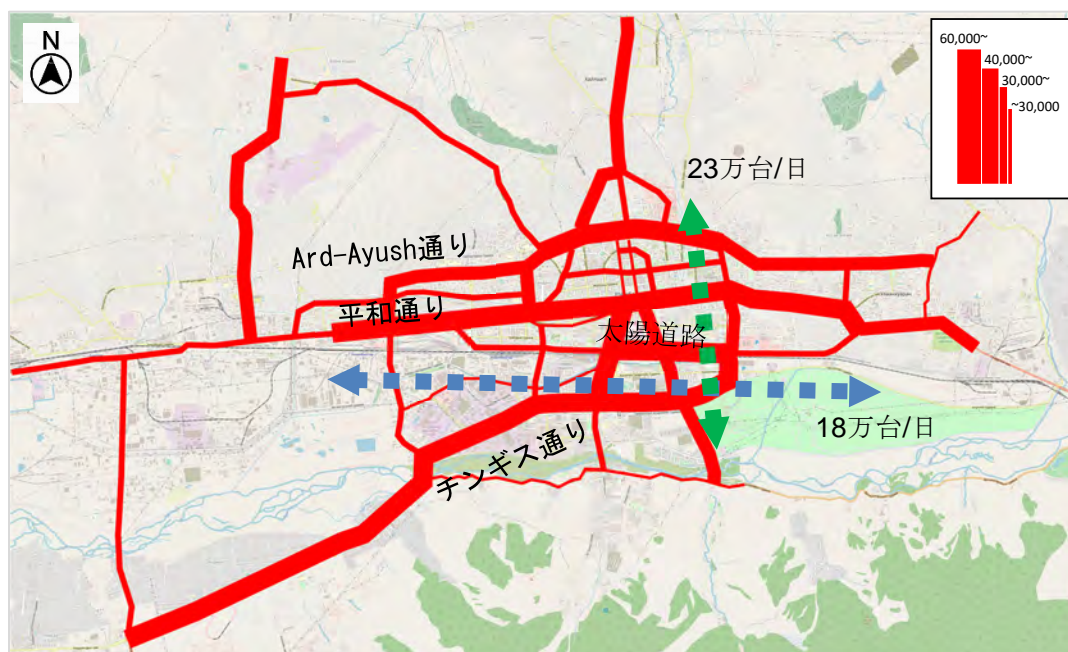 N
60,000~
40,000~
30,000~
~30,000
23万台/日
Ard-Ayush通り
平和通り
太陽道路
18万台/日
チンギス通り